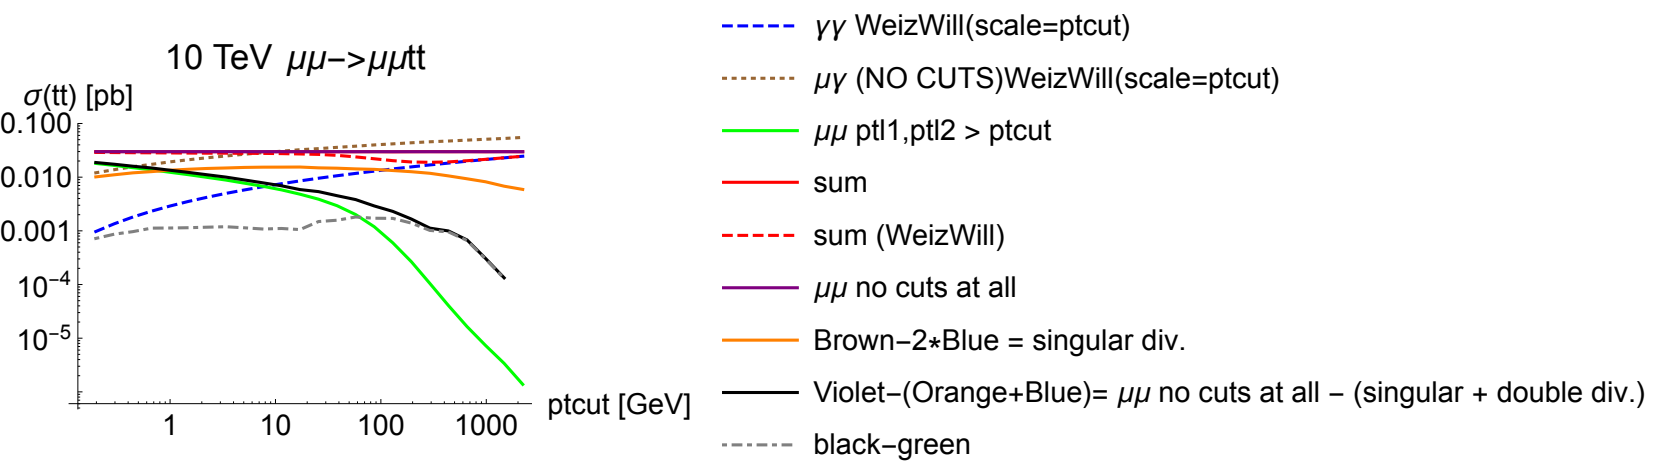 10 TeV μμ−>μμtt
σ(tt) [pb]
0.100
0.010
0.001
10−4
10−5
1 10 100 1000
ptcut [GeV]
γγ WeizWill(scale=ptcut)
μγ (NO CUTS)WeizWill(scale=ptcut)
μμ ptl1,ptl2 > ptcut
sum
sum (WeizWill)
μμ no cuts at all
Brown−2*Blue = singular div.
Violet−(Orange+Blue)= μμ no cuts at all − (singular + double div.)
black−green